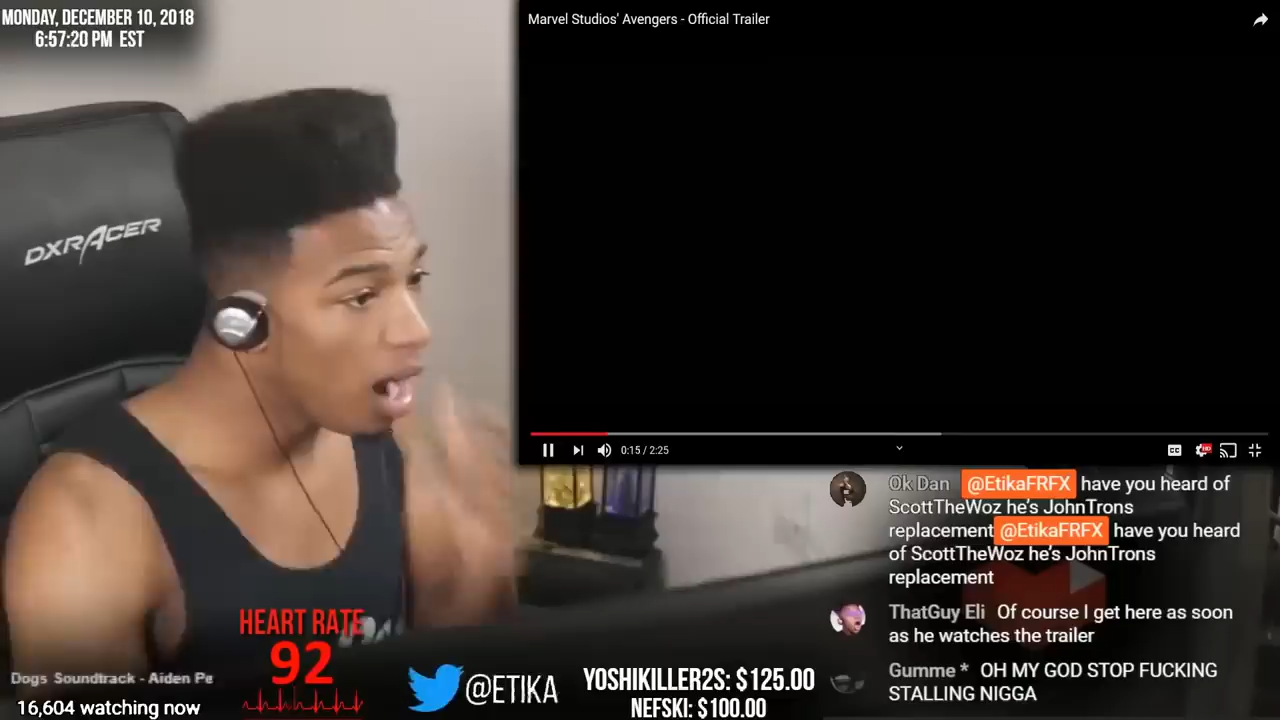 MONDAY, DECEMBER 10, 2018
6:57:20 PM EST
Marvel Studios' Avengers - Official Trailer
DXRACER
0:15 / 2:25
CC
HD
Ok Dan @EtikaFRFX have you heard of
ScottTheWoz he's JohnTrons
replacement @EtikaFRFX have you heard
of ScottTheWoz he's JohnTrons
replacement
ThatGuy Eli Of course I get here as soon
as he watches the trailer
Gumme * OH MY GOD STOP FUCKING
STALLING NIGGA
HEART RATE
92
Dogs Soundtrack - Aiden Pe
16,604 watching now
@ETIKA
YOSHIKILLER2S: $125.00
NEFSKI: $100.00